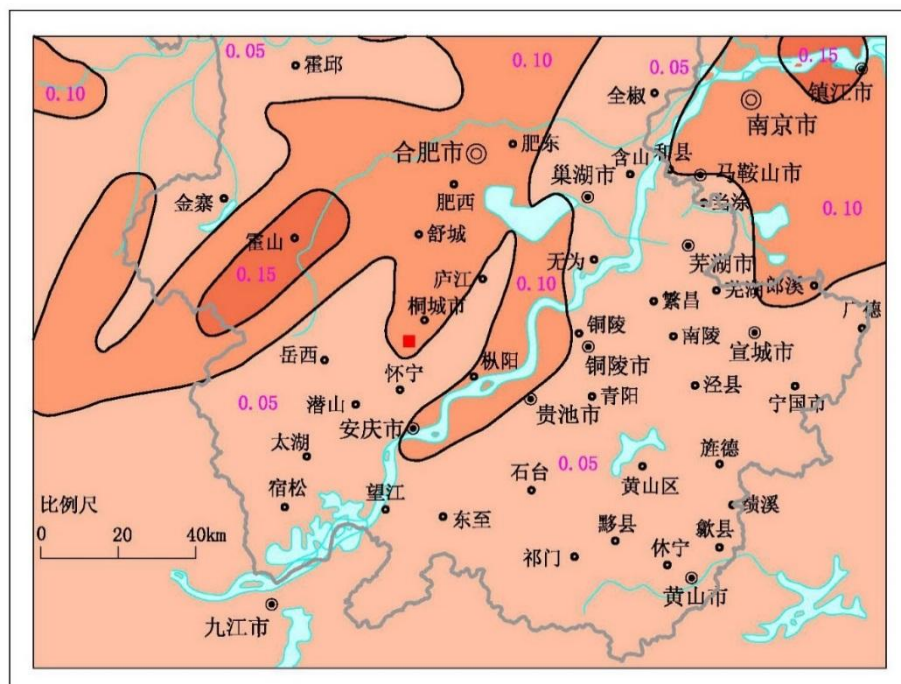 0.05
霍邱
0.10
0.10
0.05
全椒
0.15
镇江市
南京市
肥东
合肥市
含山
和县
马鞍山市
巢湖市
肥西
金寨
当涂
0.10
舒城
霍山
0.15
芜湖市
无为
庐江
0.10
芜湖
郎溪
繁昌
桐城市
广德
铜陵
南陵
宣城市
岳西
铜陵市
枞阳
怀宁
泾县
宁国市
0.05
潜山
青阳
贵池市
安庆市
太湖
0.05
旌德
石台
黄山区
比例尺
0 20 40km
宿松
望江
东至
绩溪
黟县
歙县
祁门
休宁
黄山市
九江市